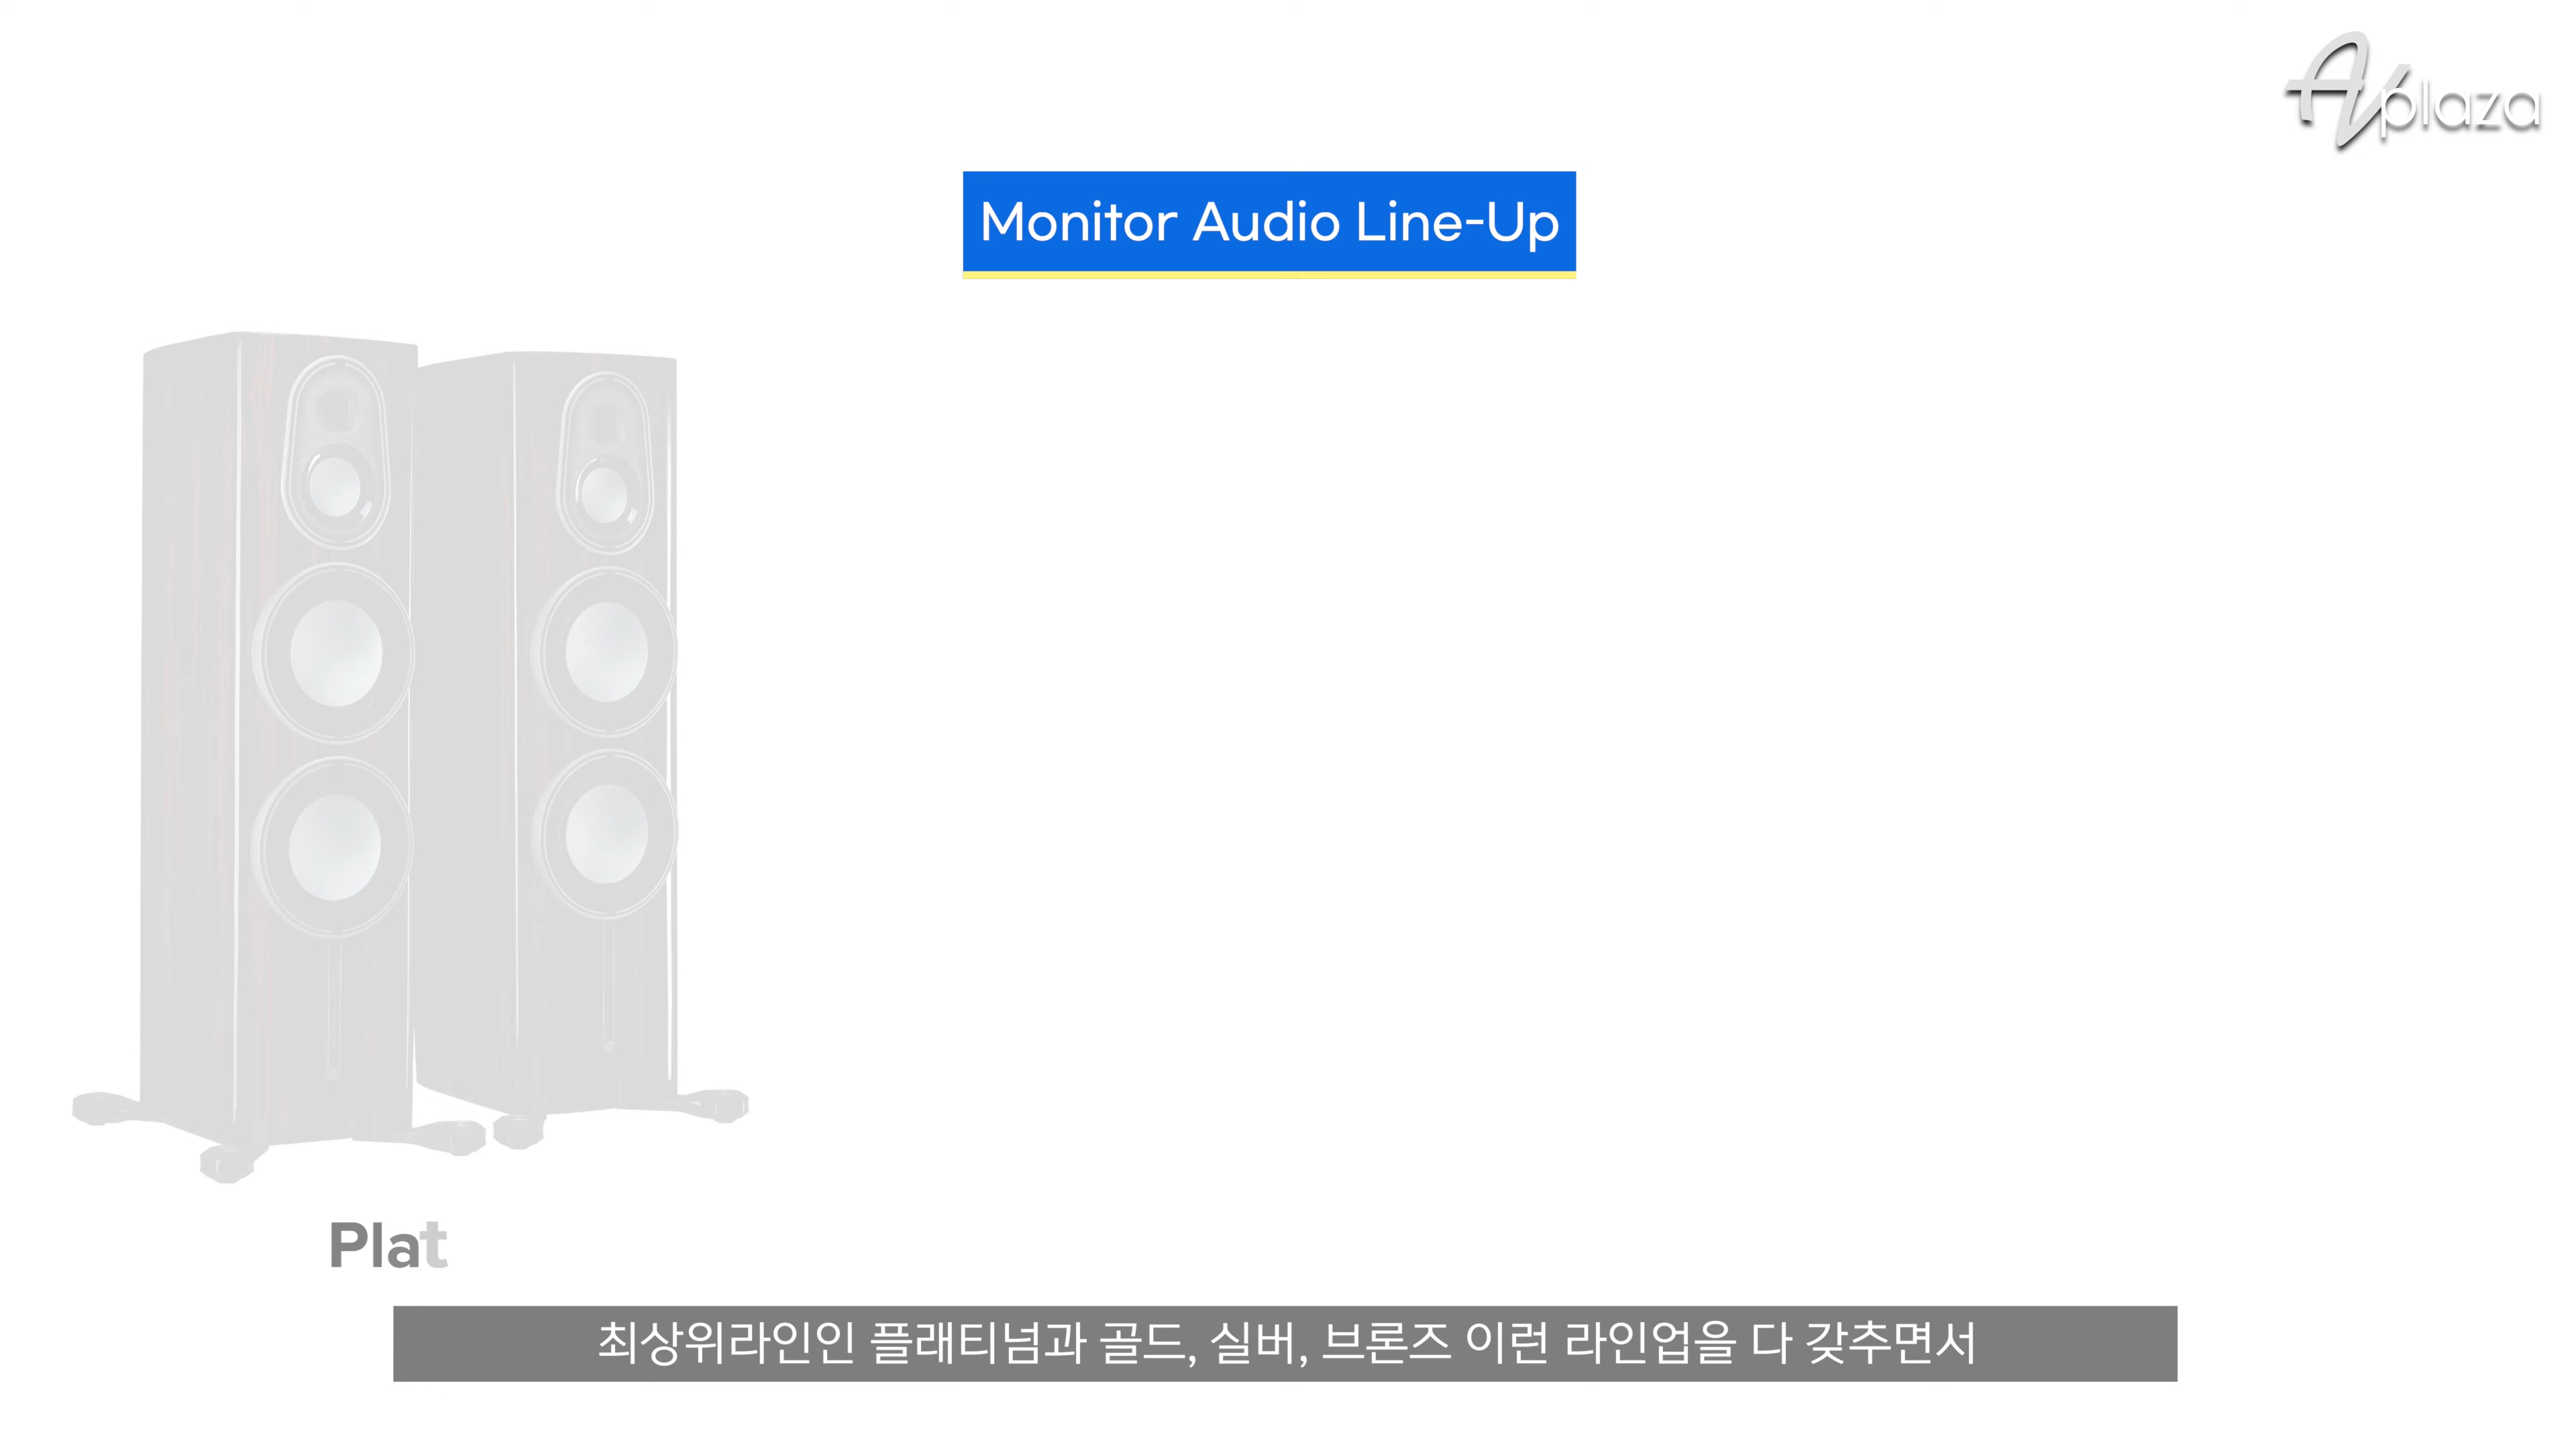 AVplaza
Monitor Audio Line-Up
Plat
최상위라인인 플래티넘과 골드, 실버, 브론즈 이런 라인업을 다 갖추면서